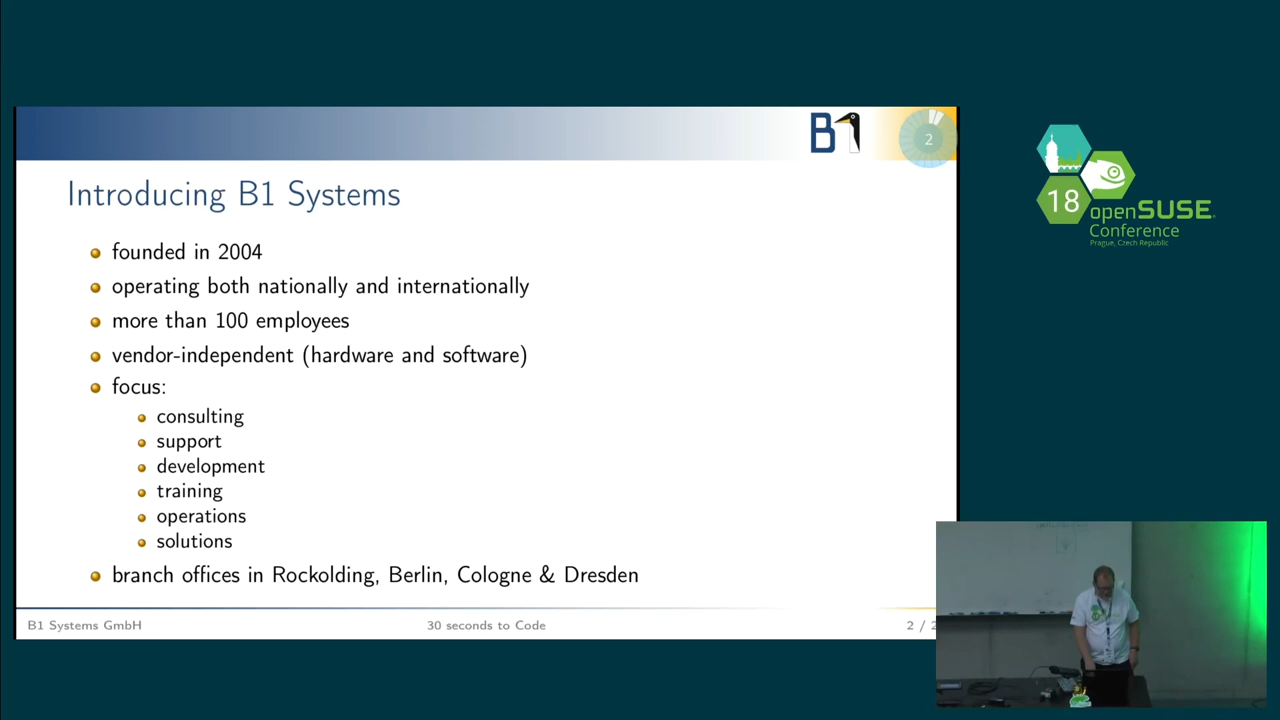 B1
2
Introducing B1 Systems
founded in 2004
operating both nationally and internationally
more than 100 employees
vendor-independent (hardware and software)
focus:
consulting
support
development
training
operations
solutions
branch offices in Rockolding, Berlin, Cologne & Dresden
B1 Systems GmbH
30 seconds to Code
2 / 2
18
openSUSE
Conference
Prague, Czech Republic